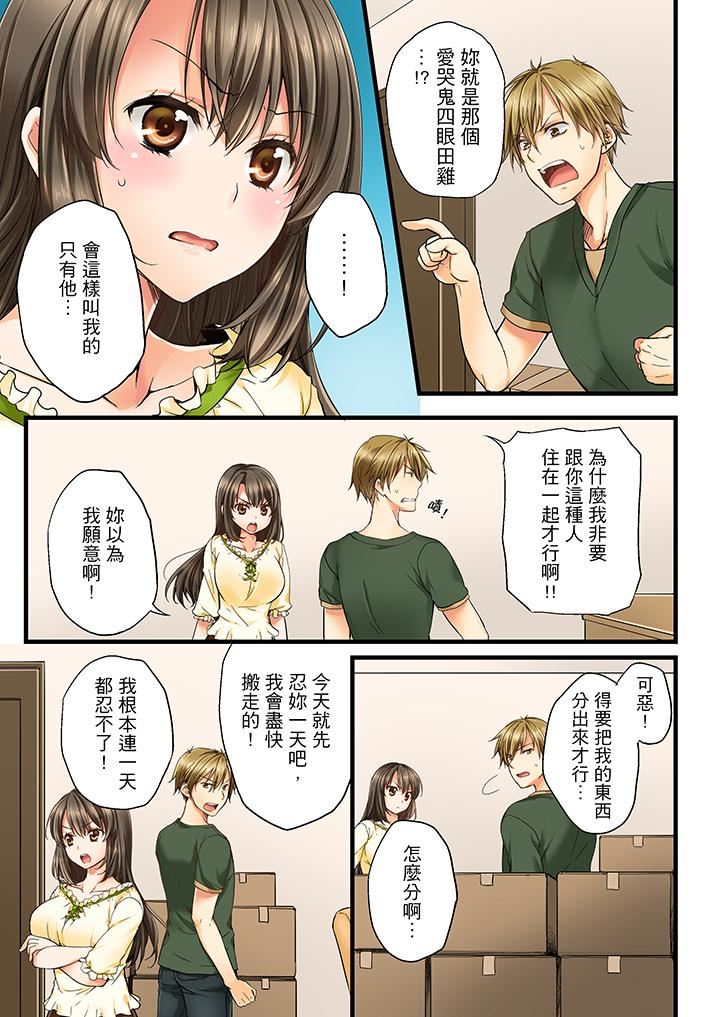 妳就是那個
愛哭鬼四眼田雞
…!?
………!
會這樣叫我的
只有他…
為什麼我非要
跟你這種人
住在一起才行啊!!
嘖!
妳以為
我願意啊!
可惡!
得要把我的東西
分出來才行…
怎麼分啊…
今天就先
忍妳一天吧，
我會盡快
搬走的!
我根本連一天
都忍不了!